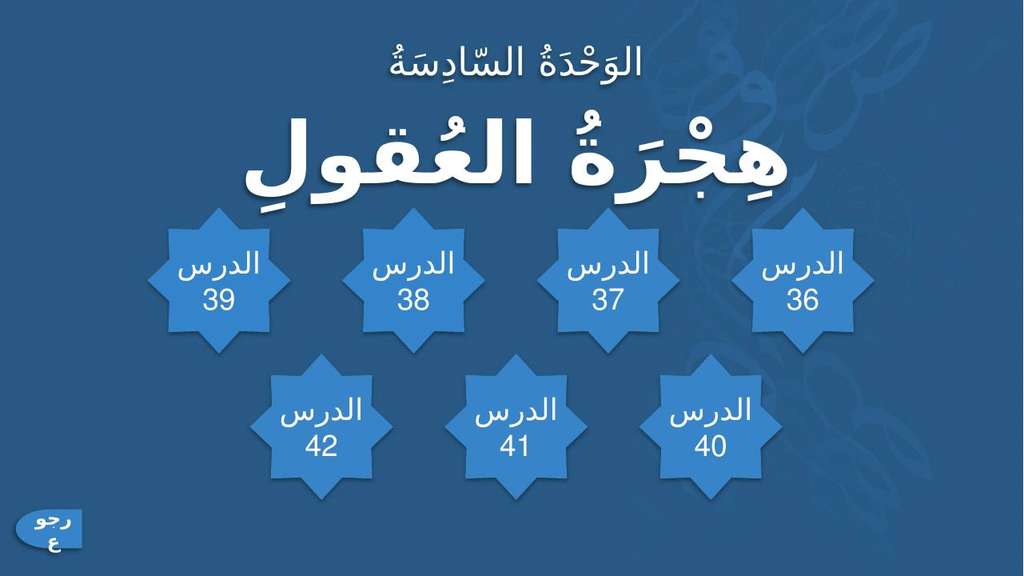 الوَحْدَةُ السّادِسَةُ
هِجْرَةُ العُقولِ
الدرس
36
الدرس
37
الدرس
38
الدرس
39
الدرس
40
الدرس
41
الدرس
42
رجو
ع